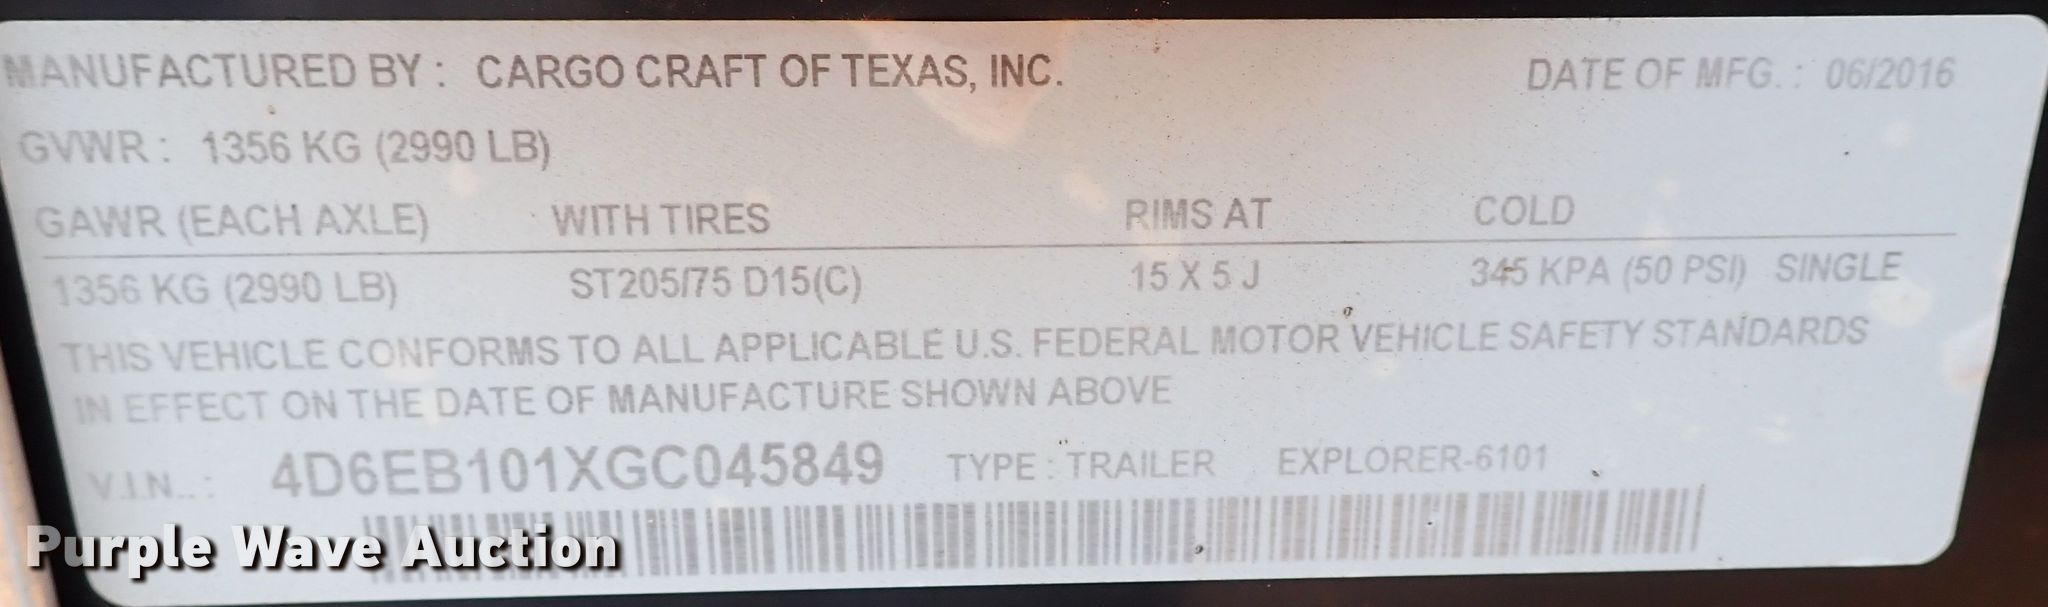 MANUFACTURED BY : CARGO CRAFT OF TEXAS, INC. DATE OF MFG. : 06/2016
GVWR : 1356 KG (2990 LB)
GAWR (EACH AXLE) WITH TIRES RIMS AT COLD
1356 KG (2990 LB) ST205/75 D15(C) 15 X 5 J 345 KPA (50 PSI) SINGLE
THIS VEHICLE CONFORMS TO ALL APPLICABLE U.S. FEDERAL MOTOR VEHICLE SAFETY STANDARDS
IN EFFECT ON THE DATE OF MANUFACTURE SHOWN ABOVE
V.I.N.. : 4D6EB101XGC045849 TYPE : TRAILER EXPLORER-6101
Purple Wave Auction